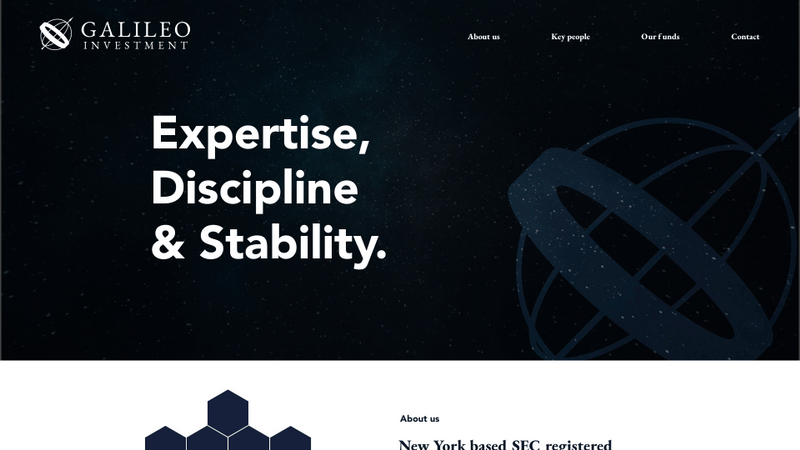 GALILEO
INVESTMENT
About us
Key people
Our funds
Contact
Expertise,
Discipline
& Stability.
About us
New York based SEC registered